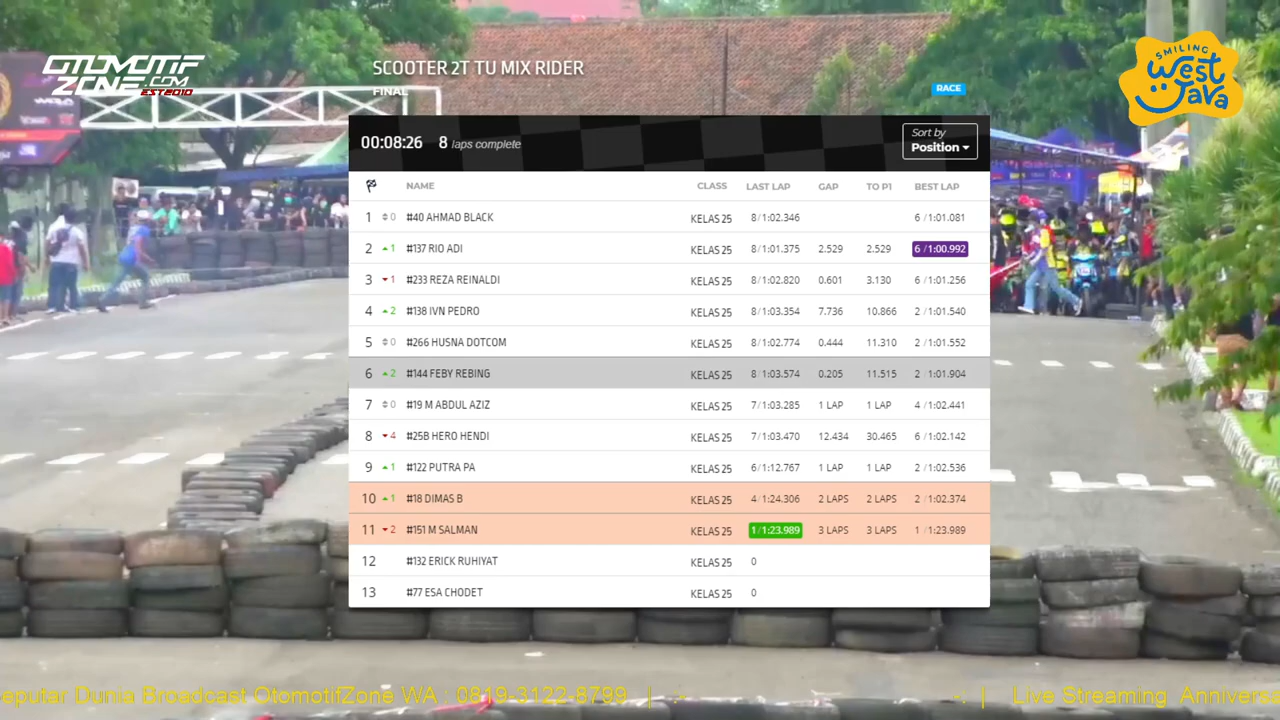 OTOMOTIF
ZONE.COM
EST2010
SCOOTER 2T TU MIX RIDER
FINAL
RACE
SMILING
West
Java
00:08:26 8 laps complete
Sort by
Position
NAME CLASS LAST LAP GAP TO P1 BEST LAP
1 0 #40 AHMAD BLACK KELAS 25 8/1:02.346 6/1:01.081
2 1 #137 RIO ADI KELAS 25 8/1:01.375 2.529 2.529 6/1:00.992
3 1 #233 REZA REINALDI KELAS 25 8/1:02.820 0.601 3.130 6/1:01.256
4 2 #138 IVN PEDRO KELAS 25 8/1:03.354 7.736 10.866 2/1:01.540
5 0 #266 HUSNA DOTCOM KELAS 25 8/1:02.774 0.444 11.310 2/1:01.552
6 2 #144 FEBY REBING KELAS 25 8/1:03.574 0.205 11.515 2/1:01.904
7 0 #19 M ABDUL AZIZ KELAS 25 7/1:03.285 1 LAP 1 LAP 4/1:02.441
8 4 #25B HERO HENDI KELAS 25 7/1:03.470 12.434 30.465 6/1:02.142
9 1 #122 PUTRA PA KELAS 25 6/1:12.767 1 LAP 1 LAP 2/1:02.536
10 1 #18 DIMAS B KELAS 25 4/1:24.306 2 LAPS 2 LAPS 2/1:02.374
11 2 #151 M SALMAN KELAS 25 1/1:23.989 3 LAPS 3 LAPS 1/1:23.989
12 #132 ERICK RUHIYAT KELAS 25 0
13 #77 ESA CHODET KELAS 25 0
epular Dunia Broadcast OtomotifZone WA : 0819-3122-8799 | -. -. | Live Streaming Anniversa